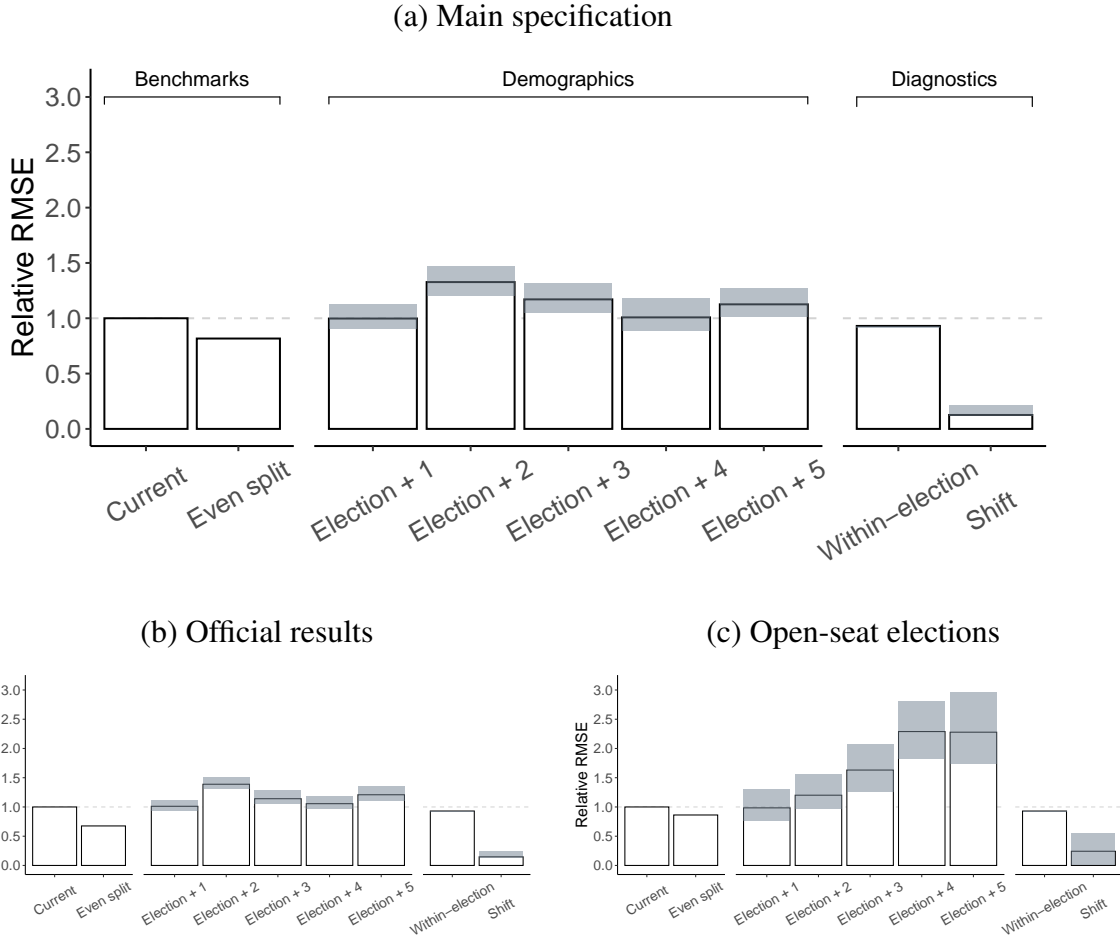 (a) Main specification
Benchmarks Demographics Diagnostics
Relative RMSE
3.0
2.5
2.0
1.5
1.0
0.5
0.0
Current Even split Election + 1 Election + 2 Election + 3 Election + 4 Election + 5 Within−election Shift
(b) Official results
3.0
2.5
2.0
1.5
1.0
0.5
0.0
Current Even split Election + 1 Election + 2 Election + 3 Election + 4 Election + 5 Within−election Shift
(c) Open-seat elections
Relative RMSE
3.0
2.5
2.0
1.5
1.0
0.5
0.0
Current Even split Election + 1 Election + 2 Election + 3 Election + 4 Election + 5 Within−election Shift